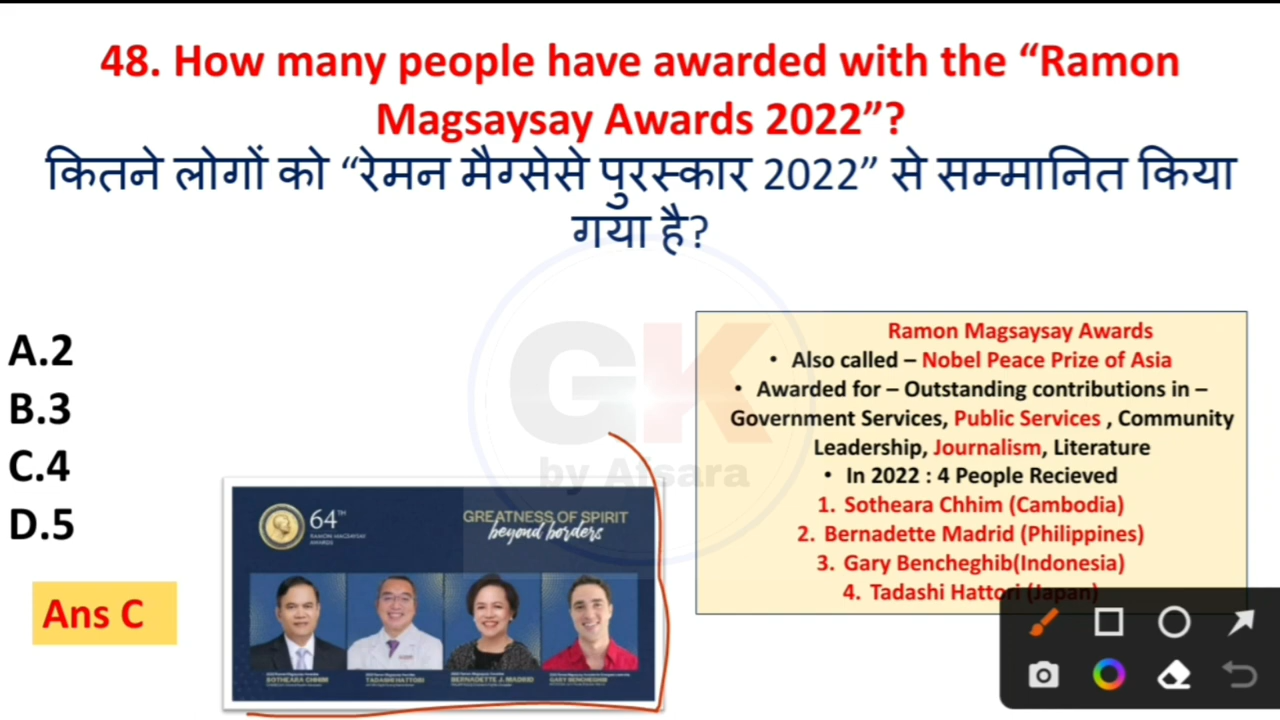 48. How many people have awarded with the “Ramon
Magsaysay Awards 2022”?
कितने लोगों को “रेमन मैग्सेसे पुरस्कार 2022” से सम्मानित किया
गया है?
A.2
B.3
C.4
D.5
Ans C
GK
by Afsara
64TH
RAMON MAGSAYSAY
AWARDS
GREATNESS OF SPIRIT
beyond borders
SOTHEARA CHHIM
TADASHI HATTORI
BERNADETTE J. MADRID
GARY BENCHEGHIB
Ramon Magsaysay Awards
• Also called – Nobel Peace Prize of Asia
• Awarded for – Outstanding contributions in –
Government Services, Public Services , Community
Leadership, Journalism, Literature
• In 2022 : 4 People Recieved
1. Sotheara Chhim (Cambodia)
2. Bernadette Madrid (Philippines)
3. Gary Bencheghib(Indonesia)
4. Tadashi Hattori (Japan)